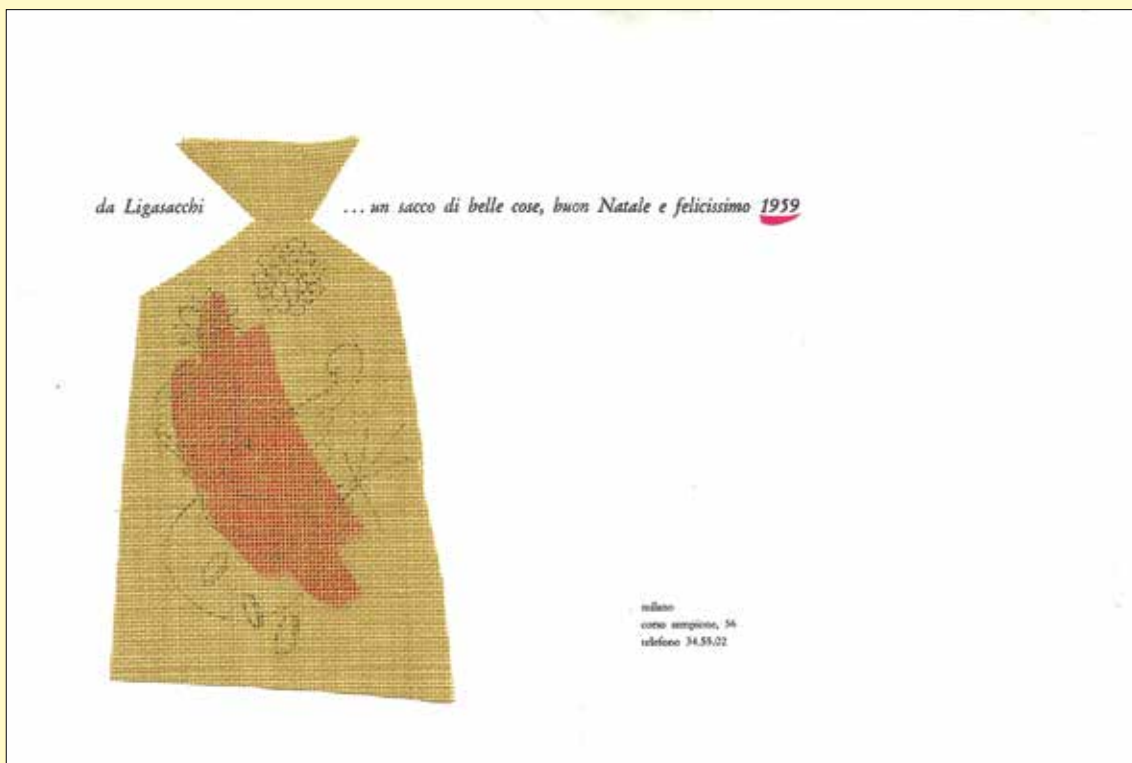 da Ligasacchi ... un sacco di belle cose, buon Natale e felicissimo 1959
milano
corso sempione, 56
telefono 34.55.02